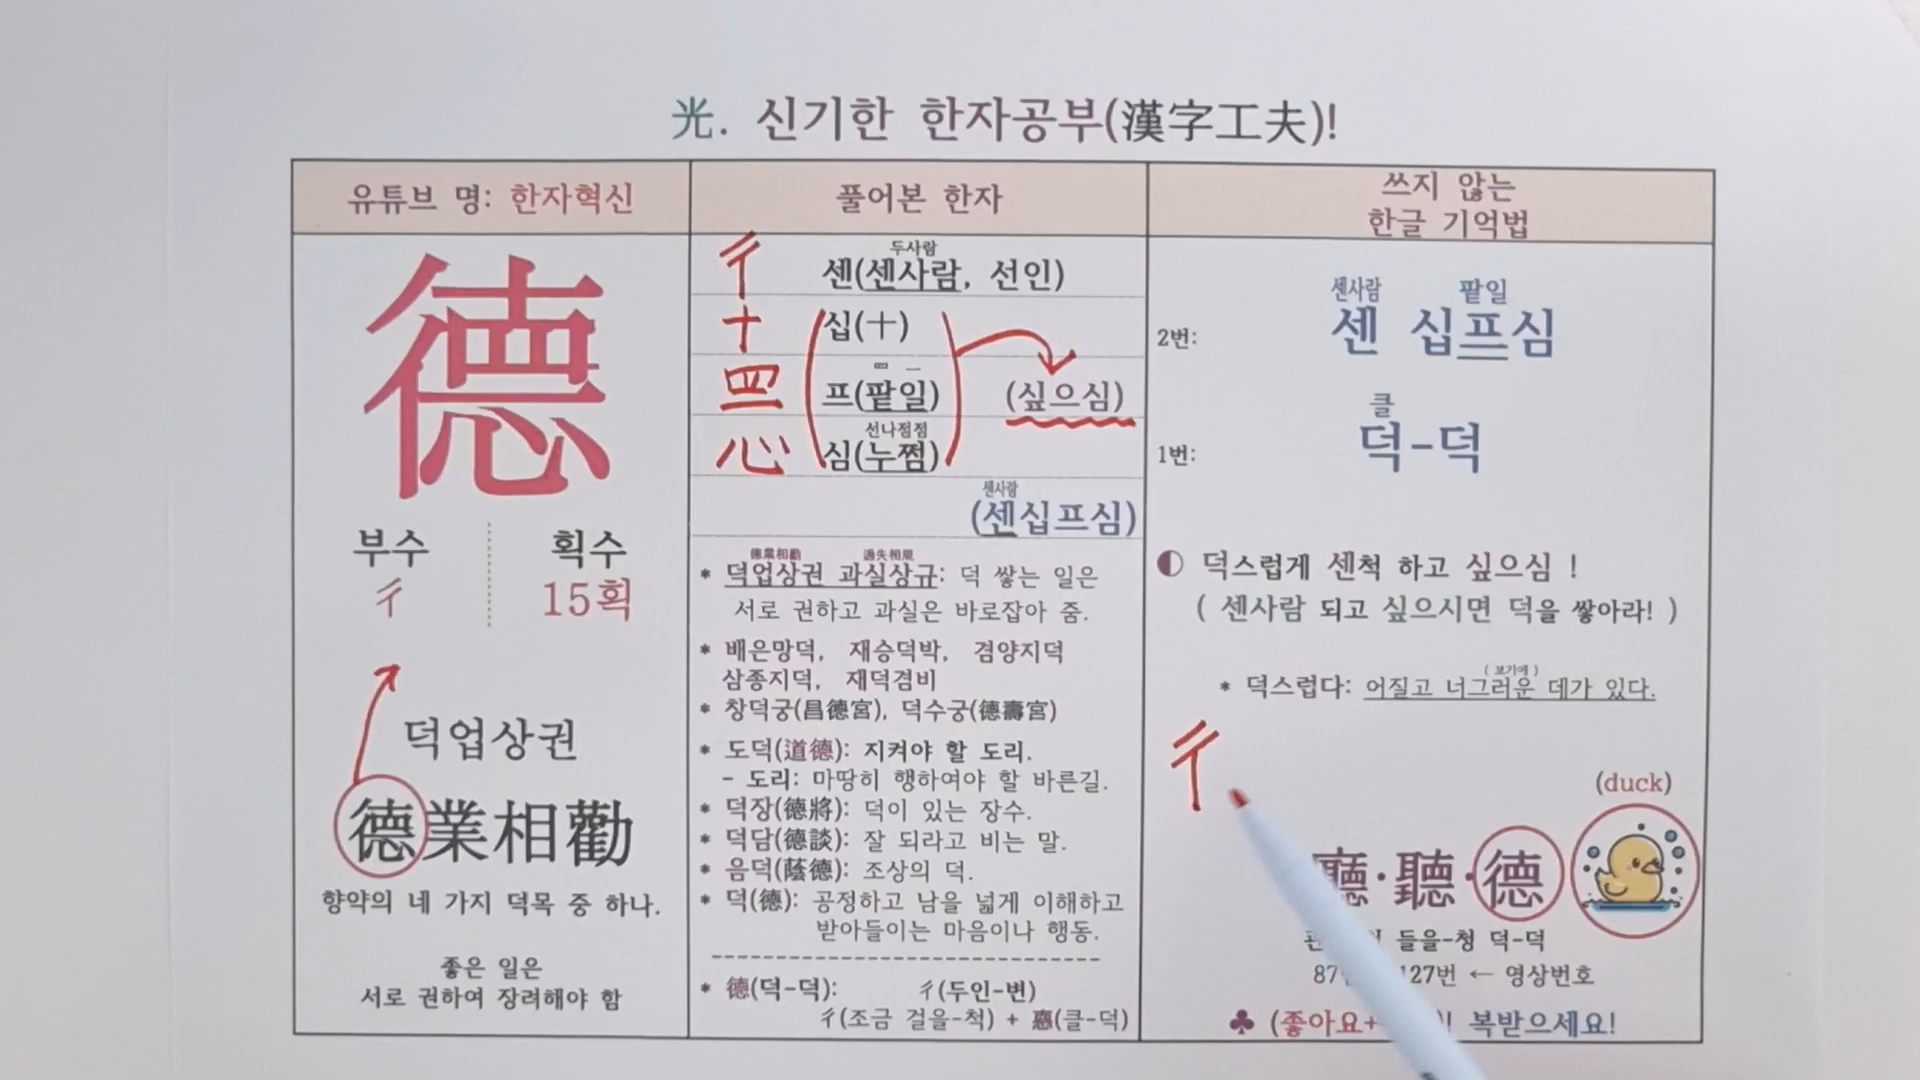 光. 신기한 한자공부(漢字工夫)!
유튜브 명: 한자혁신
풀어본 한자
쓰지 않는
한글 기억법
德
부수
획수
彳
15획
덕업상권
德業相勸
향약의 네 가지 덕목 중 하나.
좋은 일은
서로 권하여 장려해야 함
두사람
彳 센(센사람, 선인)
十 십(十)
罒一 프(팥일) (싶으심)
선나점점
心 심(누쩜)
센사람
(센십프심)
德業相勸 過失相規
* 덕업상권 과실상규: 덕 쌓는 일은
서로 권하고 과실은 바로잡아 줌.
* 배은망덕, 재승덕박, 겸양지덕
삼종지덕, 재덕겸비
* 창덕궁(昌德宮), 덕수궁(德壽宮)
* 도덕(道德): 지켜야 할 도리.
- 도리: 마땅히 행하여야 할 바른길.
* 덕장(德將): 덕이 있는 장수.
* 덕담(德談): 잘 되라고 비는 말.
* 음덕(蔭德): 조상의 덕.
* 덕(德): 공정하고 남을 넓게 이해하고
받아들이는 마음이나 행동.
* 德(덕-덕): 彳(두인-변)
彳(조금 걸을-척) + 悳(클-덕)
센사람 팥일
2번: 센 십프심
클
1번: 덕-덕
◐ 덕스럽게 센척 하고 싶으심 !
( 센사람 되고 싶으시면 덕을 쌓아라! )
(보기에)
* 덕스럽다: 어질고 너그러운 데가 있다.
彳
(duck)
廳·聽·德
들을-청 덕-덕
127번 ← 영상번호
♣ (좋아요+ )! 복받으세요!